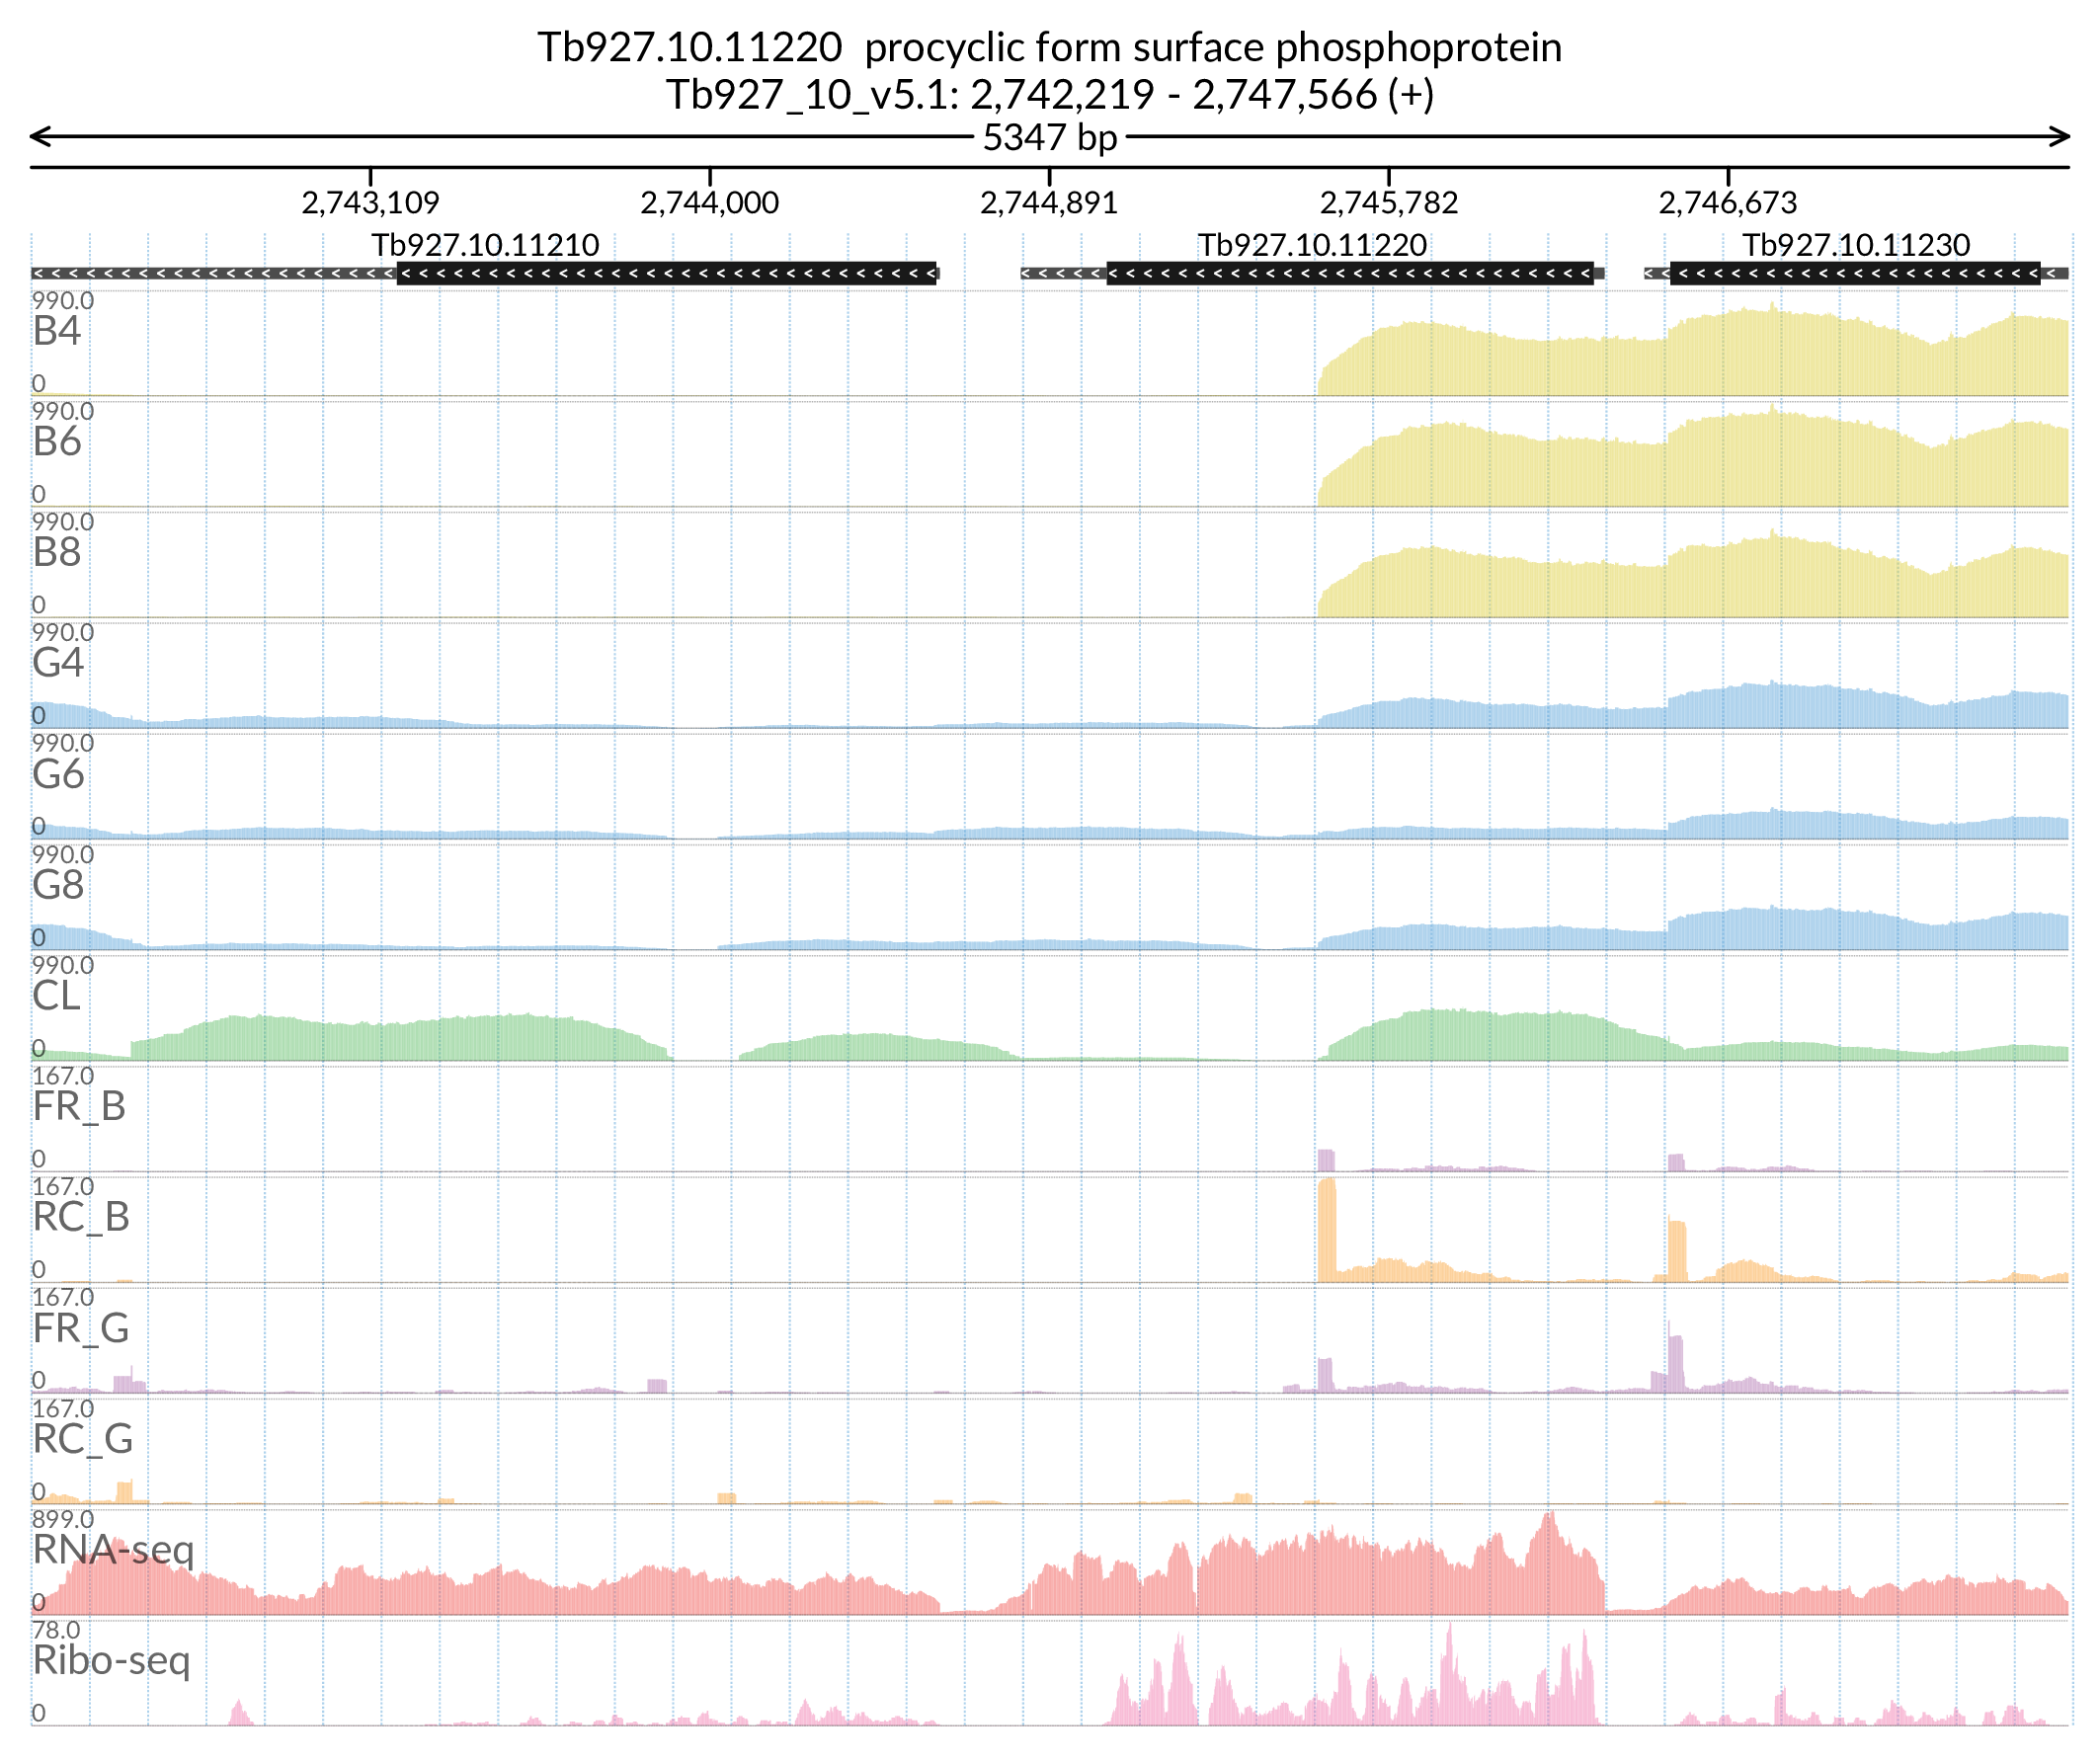 Tb927.10.11220 procyclic form surface phosphoprotein
Tb927_10_v5.1: 2,742,219 - 2,747,566 (+)
5347 bp
2,743,109 2,744,000 2,744,891 2,745,782 2,746,673
Tb927.10.11210 Tb927.10.11220 Tb927.10.11230
990.0
B4
0
990.0
B6
0
990.0
B8
0
990.0
G4
0
990.0
G6
0
990.0
G8
0
990.0
CL
0
167.0
FR_B
0
167.0
RC_B
0
167.0
FR_G
0
167.0
RC_G
0
899.0
RNA-seq
0
78.0
Ribo-seq
0